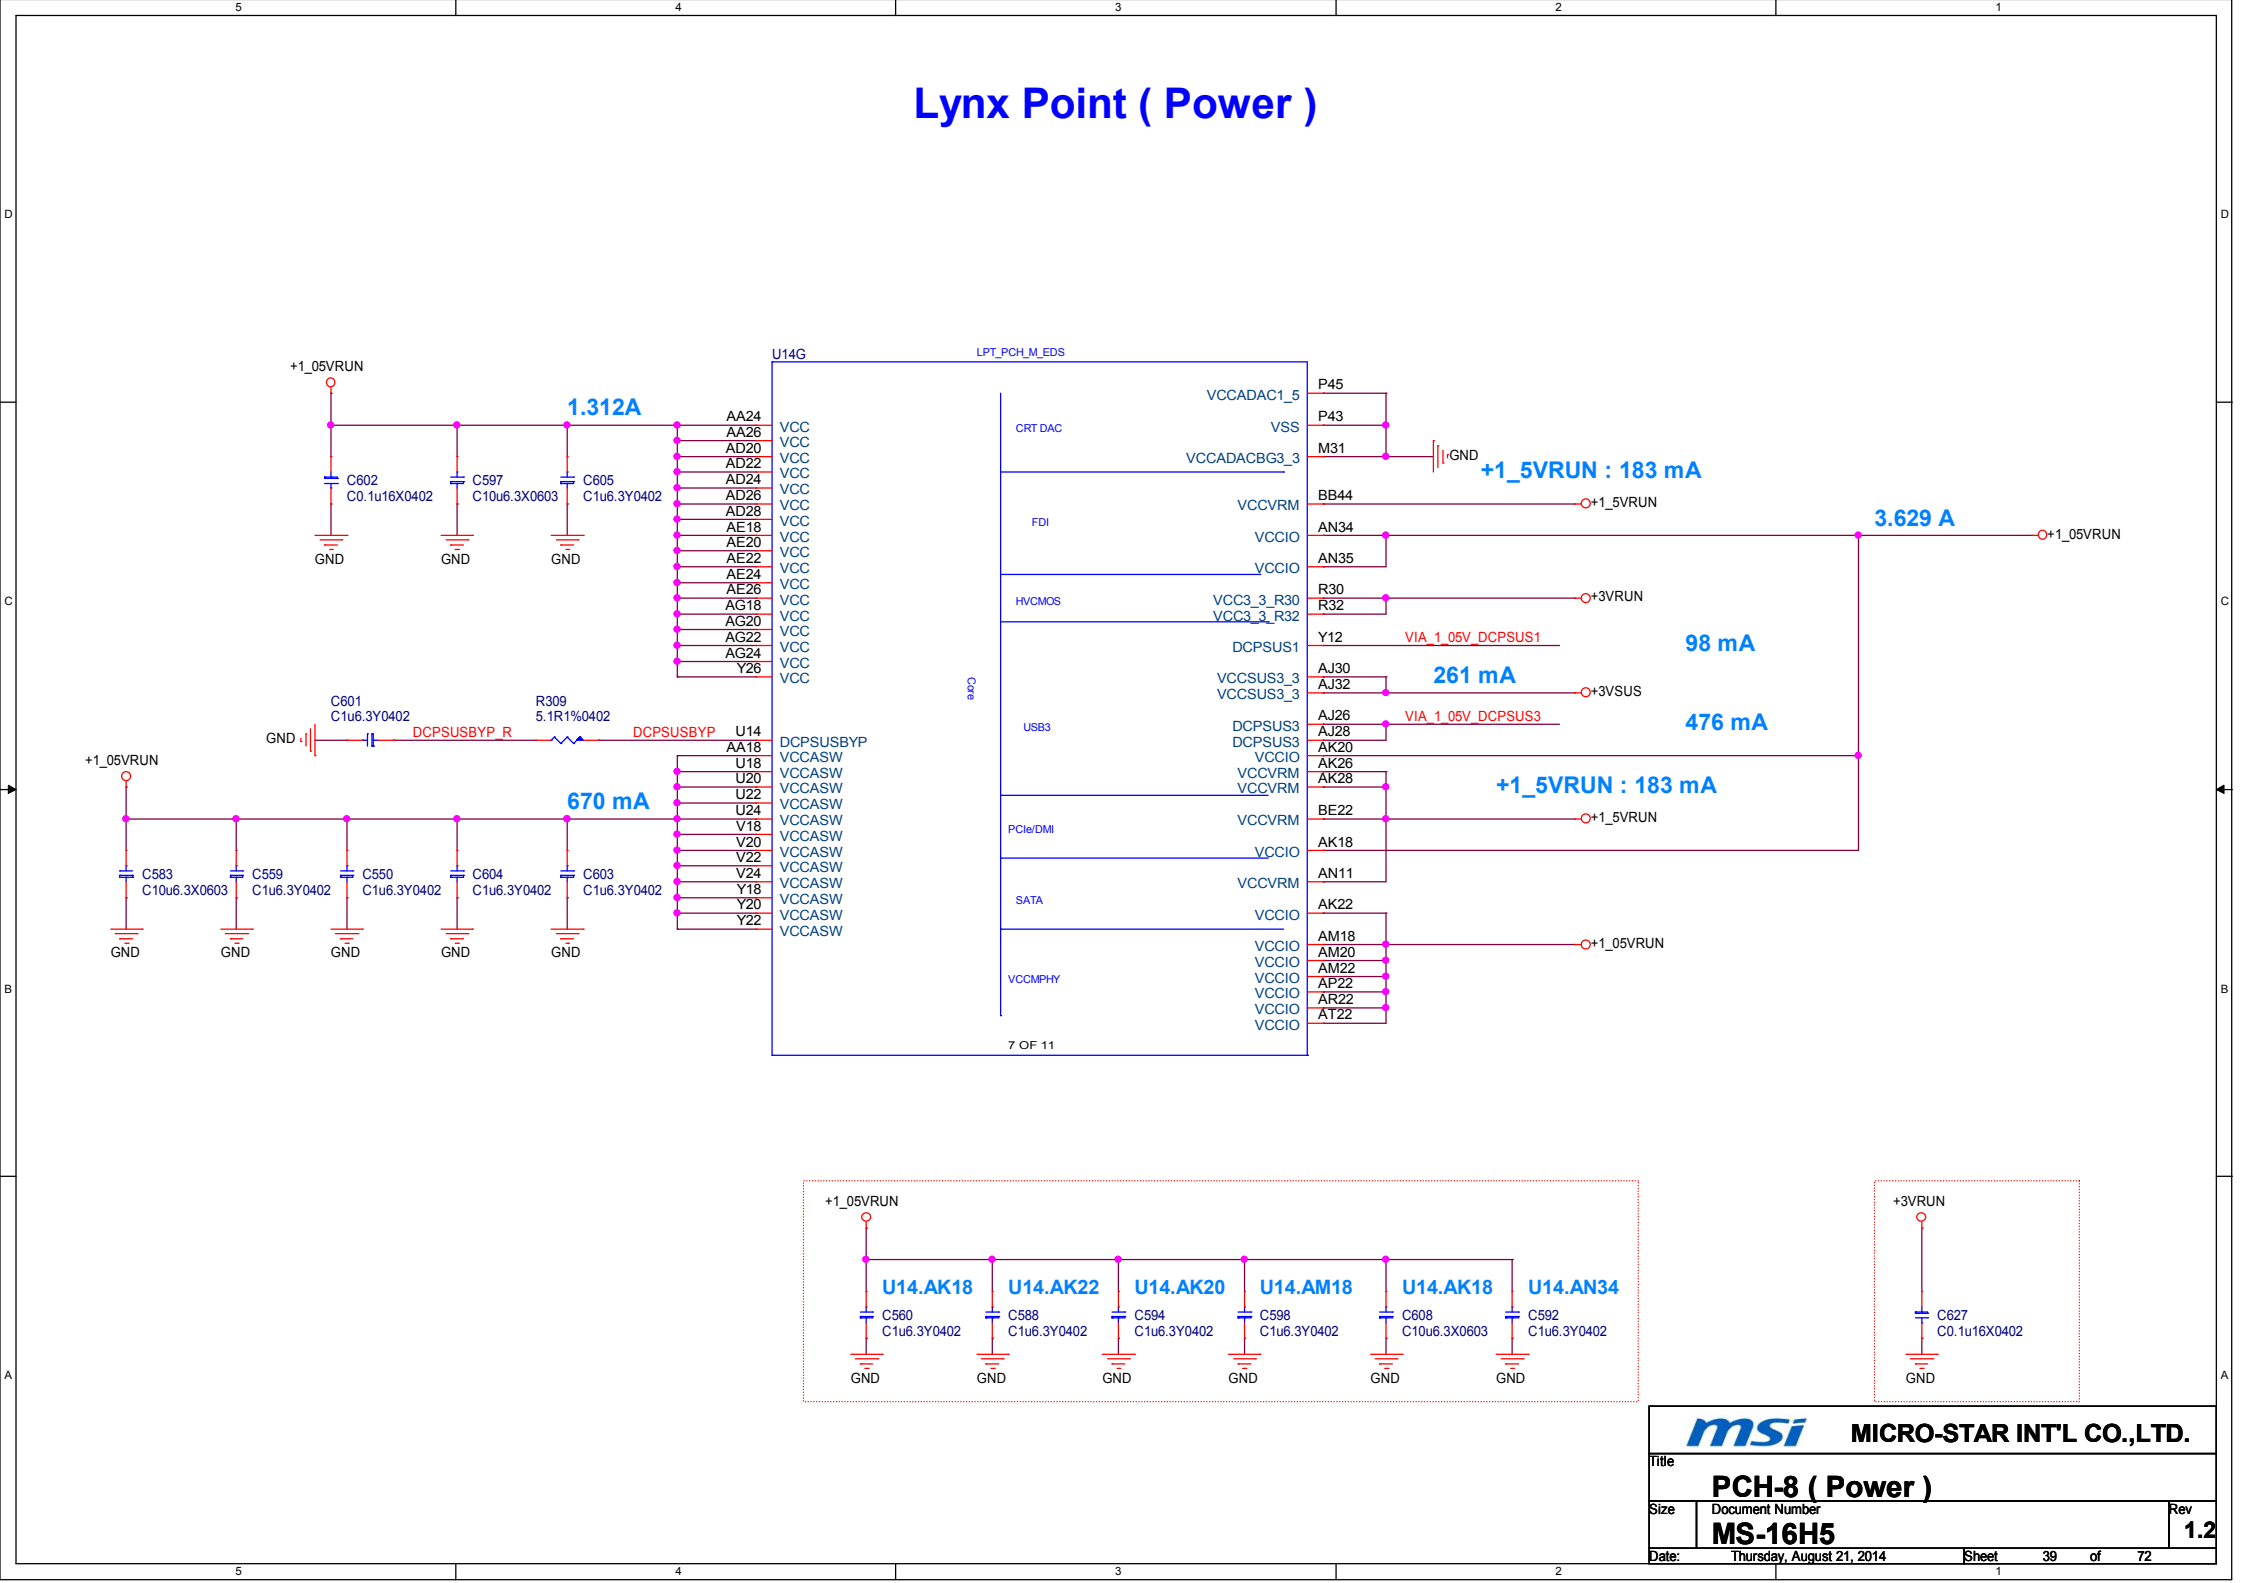 5 4 3 2 1
Lynx Point ( Power )
D D
U14G LPT_PCH_M_EDS
+1_05VRUN
1.312A
C602
C0.1u16X0402
C597
C10u6.3X0603
C605
C1u6.3Y0402
GND GND GND
AA24 VCC
AA26 VCC
AD20 VCC
AD22 VCC
AD24 VCC
AD26 VCC
AD28 VCC
AE18 VCC
AE20 VCC
AE22 VCC
AE24 VCC
AE26 VCC
AG18 VCC
AG20 VCC
AG22 VCC
AG24 VCC
Y26 VCC
C C
C601
C1u6.3Y0402
R309
5.1R1%0402
GND DCPSUSBYP_R DCPSUSBYP U14 DCPSUSBYP
+1_05VRUN
670 mA
AA18 VCCASW
U18 VCCASW
U20 VCCASW
U22 VCCASW
U24 VCCASW
V18 VCCASW
V20 VCCASW
V22 VCCASW
V24 VCCASW
Y18 VCCASW
Y20 VCCASW
Y22 VCCASW
C583
C10u6.3X0603
C559
C1u6.3Y0402
C550
C1u6.3Y0402
C604
C1u6.3Y0402
C603
C1u6.3Y0402
GND GND GND GND GND
Core
CRT DAC
FDI
HVCMOS
USB3
PCIe/DMI
SATA
VCCMPHY
7 OF 11
VCCADAC1_5 P45
VSS P43
VCCADACBG3_3 M31 GND
+1_5VRUN : 183 mA
VCCVRM BB44 +1_5VRUN
3.629 A
VCCIO AN34 +1_05VRUN
VCCIO AN35
VCC3_3_R30 R30 +3VRUN
VCC3_3_R32 R32
DCPSUS1 Y12 VIA_1_05V_DCPSUS1 98 mA
VCCSUS3_3 AJ30 261 mA
VCCSUS3_3 AJ32 +3VSUS
DCPSUS3 AJ26 VIA_1_05V_DCPSUS3 476 mA
DCPSUS3 AJ28
VCCIO AK20
VCCVRM AK26
VCCVRM AK28
+1_5VRUN : 183 mA
VCCVRM BE22 +1_5VRUN
VCCIO AK18
VCCVRM AN11
VCCIO AK22
VCCIO AM18 +1_05VRUN
VCCIO AM20
VCCIO AM22
VCCIO AP22
VCCIO AR22
VCCIO AT22
B B
+1_05VRUN
U14.AK18 U14.AK22 U14.AK20 U14.AM18 U14.AK18 U14.AN34
C560 C588 C594 C598 C608 C592
C1u6.3Y0402 C1u6.3Y0402 C1u6.3Y0402 C1u6.3Y0402 C10u6.3X0603 C1u6.3Y0402
GND GND GND GND GND GND
+3VRUN
C627
C0.1u16X0402
GND
A A
msi MICRO-STAR INT'L CO.,LTD.
Title
PCH-8 ( Power )
Size Document Number Rev
MS-16H5 1.2
Date: Thursday, August 21, 2014 Sheet 39 of 72
5 4 3 2 1